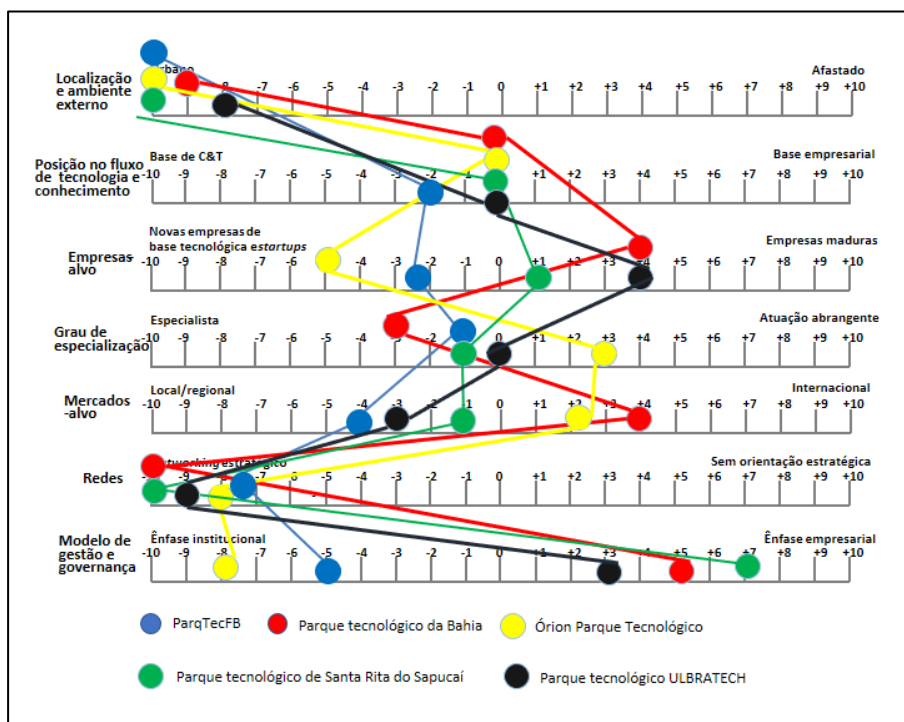 Localização
e ambiente
externo
Afastado
-8 -7 -6 -5 -4 -3 -2 -1 0 +1 +2 +3 +4 +5 +6 +7 +8 +9 +10
Posição no fluxo
de tecnologia e
conhecimento
Base de C&T
Base empresarial
-10 -9 -8 -7 -6 -5 -4 -3 -2 -1 +1 +2 +3 +4 +5 +6 +7 +8 +9 +10
Empresas-
alvo
Novas empresas de
base tecnológica e startups
Empresas maduras
-10 -9 -8 -7 -6 -5 -4 -3 -2 -1 0 +1 +2 +3 +4 +5 +6 +7 +8 +9 +10
Grau de
especialização
Especialista
Atuação abrangente
-10 -9 -8 -7 -6 -5 -4 -3 -2 -1 0 +1 +2 +3 +4 +5 +6 +7 +8 +9 +10
Mercados
-alvo
Local/regional
Internacional
-10 -9 -8 -7 -6 -5 -4 -3 -2 -1 0 +1 +2 +3 +4 +5 +6 +7 +8 +9 +10
Redes
estratégico
Sem orientação estratégica
-9 -8 -6 -5 -4 -3 -2 -1 0 +1 +2 +3 +4 +5 +6 +7 +8 +9 +10
Modelo de
gestão e
governança
Ênfase institucional
Ênfase empresarial
-10 -9 -8 -7 -6 -5 -4 -3 -2 -1 0 +1 +2 +3 +4 +5 +6 +7 +8 +9 +10
ParqTecFB
Parque tecnológico da Bahia
Órion Parque Tecnológico
Parque tecnológico de Santa Rita do Sapucaí
Parque tecnológico ULBRATECH